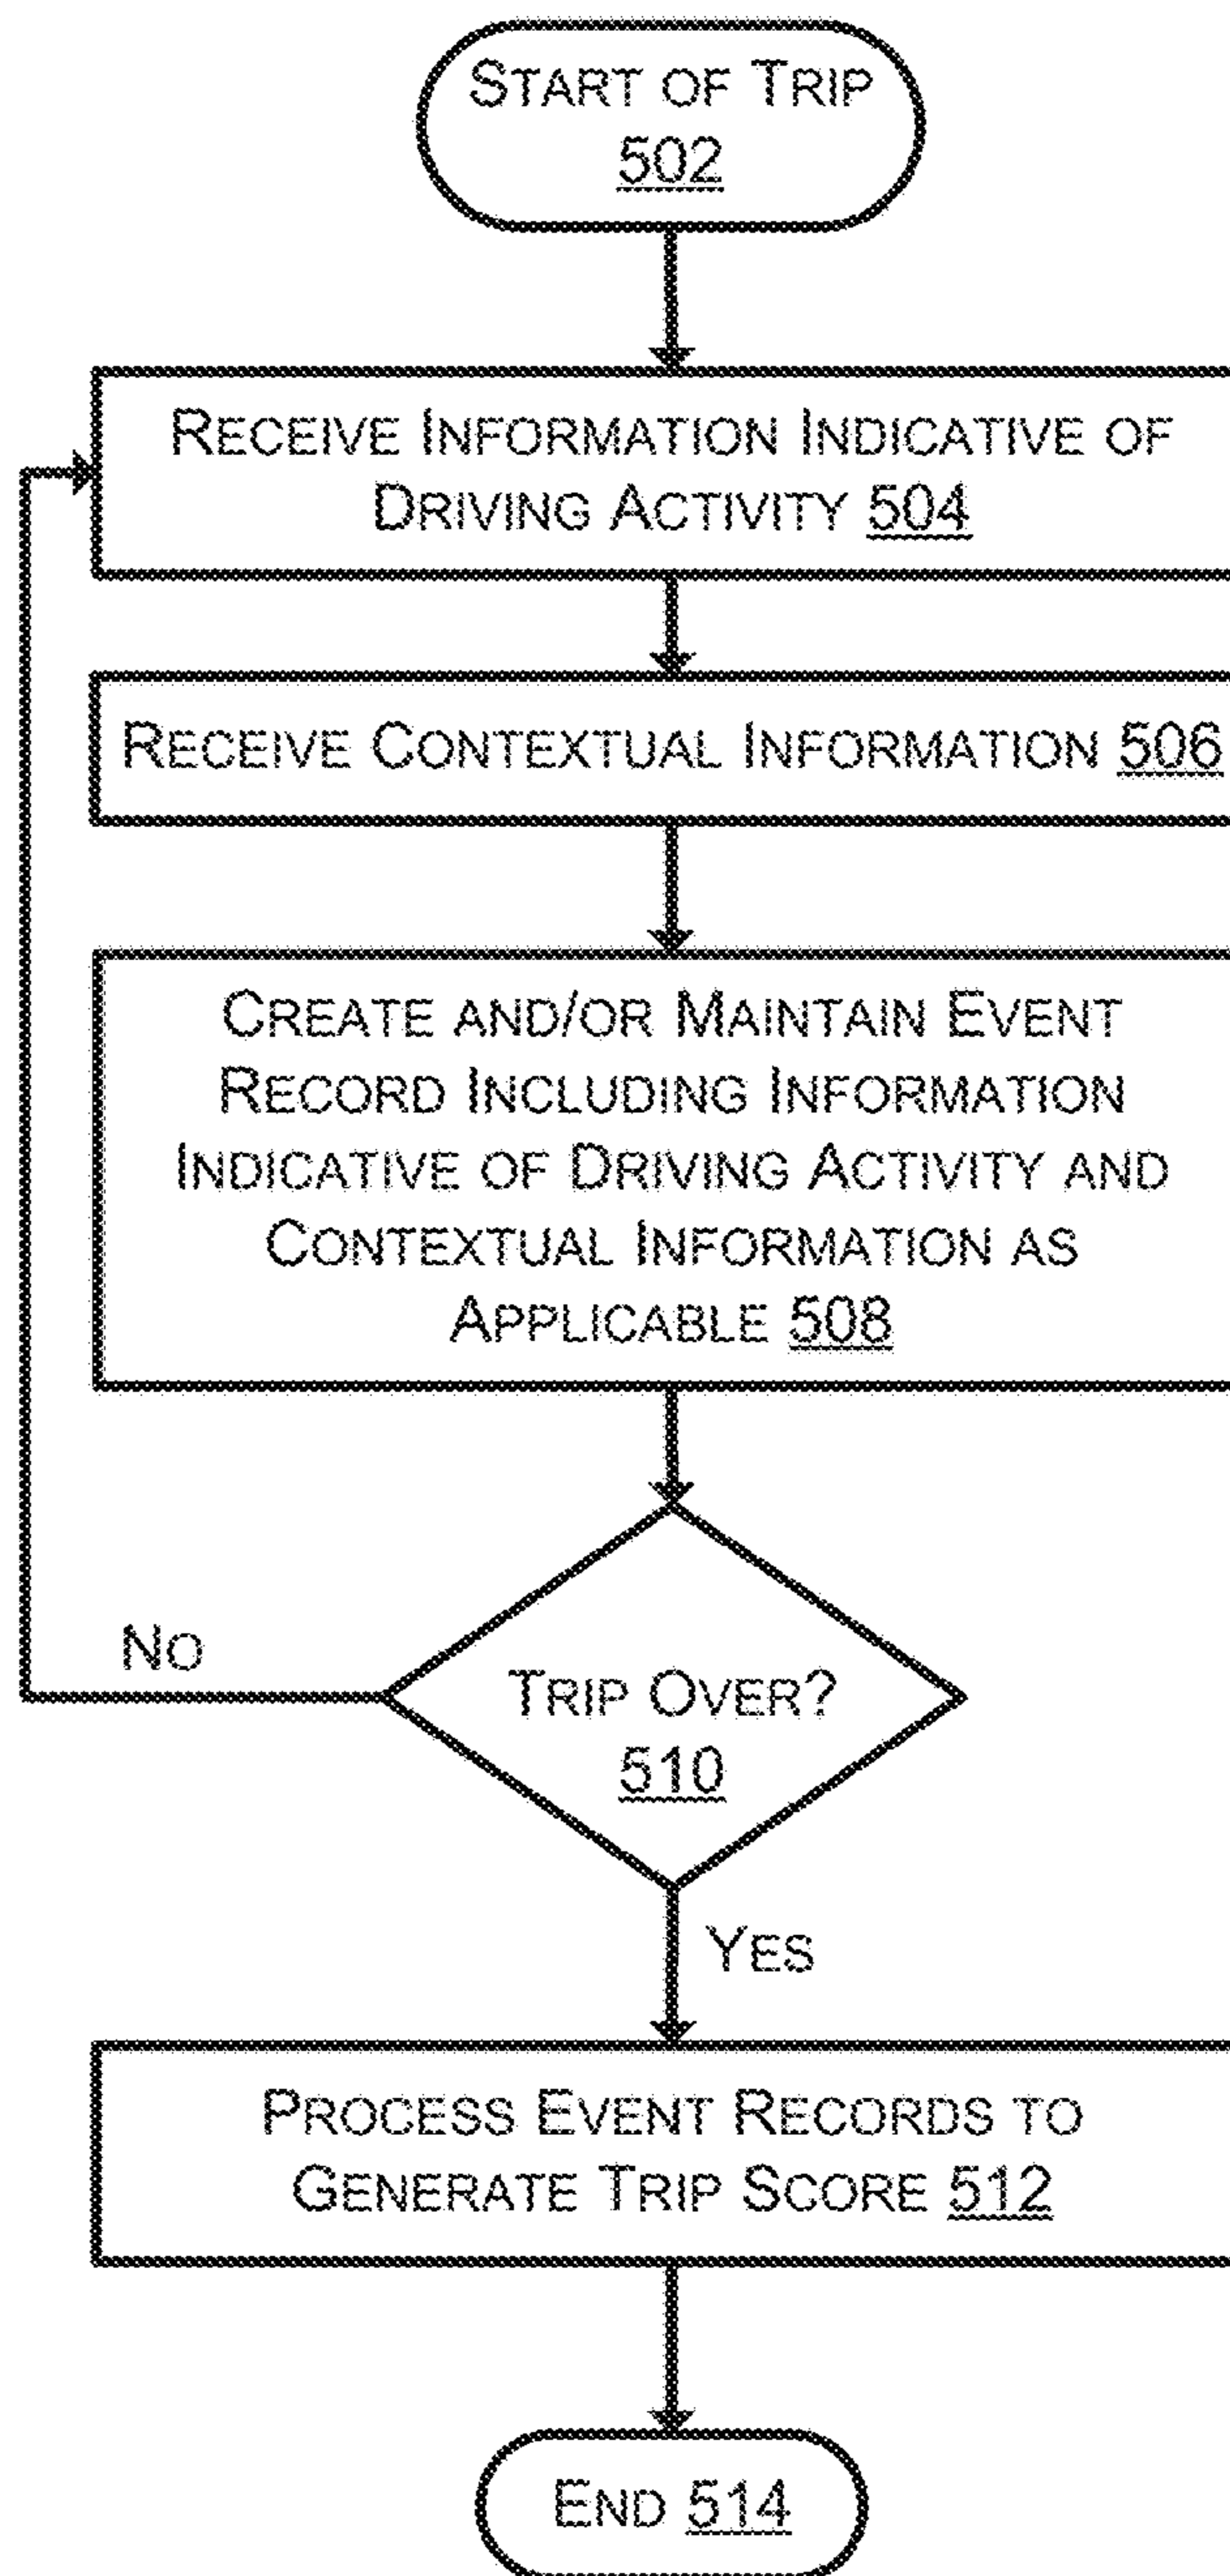 START OF TRIP
502
RECEIVE INFORMATION INDICATIVE OF
DRIVING ACTIVITY 504
RECEIVE CONTEXTUAL INFORMATION 506
CREATE AND/OR MAINTAIN EVENT
RECORD INCLUDING INFORMATION
INDICATIVE OF DRIVING ACTIVITY AND
CONTEXTUAL INFORMATION AS
APPLICABLE 508
NO
TRIP OVER?
510
YES
PROCESS EVENT RECORDS TO
GENERATE TRIP SCORE 512
END 514